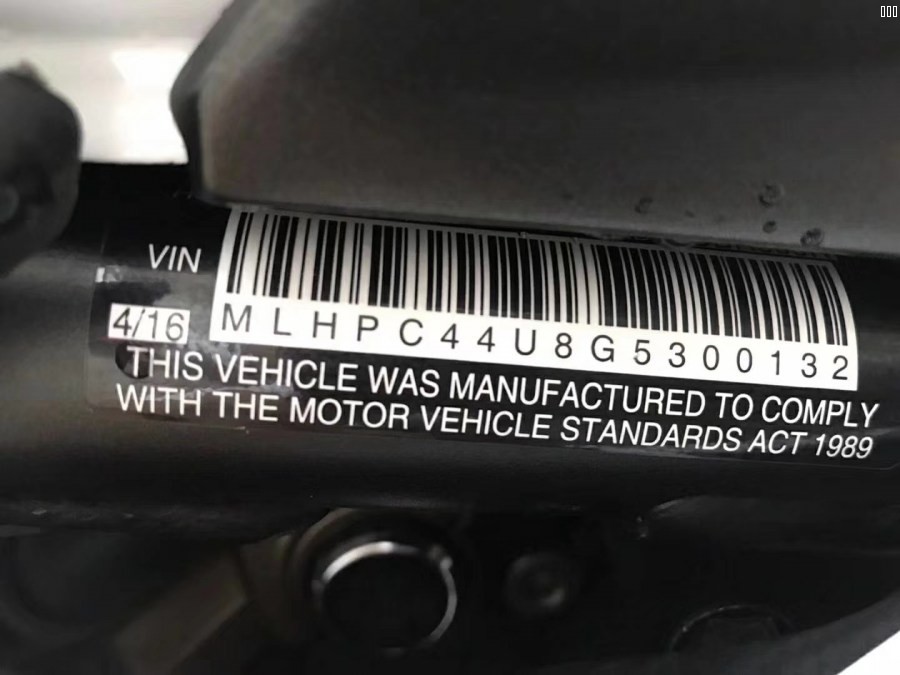 VIN
4/16 MLHPC44U8G5300132
THIS VEHICLE WAS MANUFACTURED TO COMPLY
WITH THE MOTOR VEHICLE STANDARDS ACT 1989